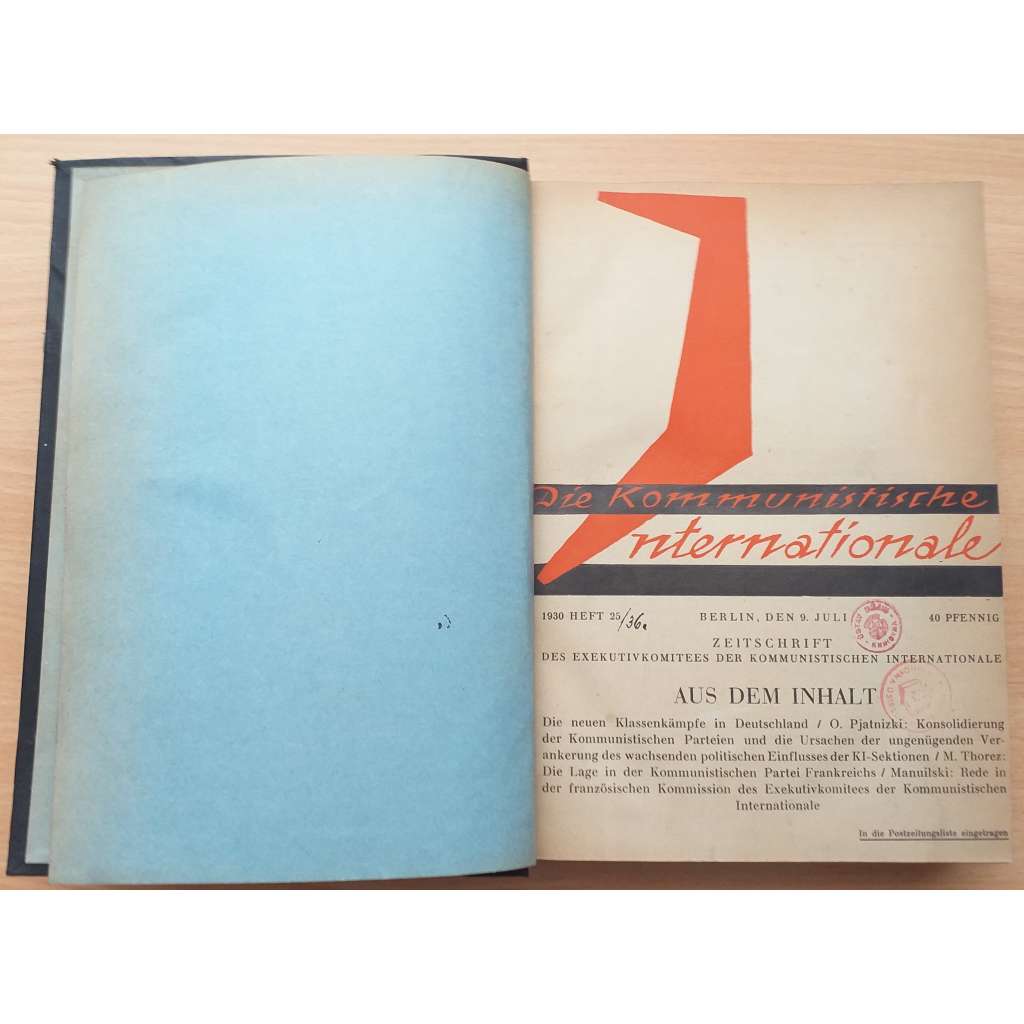 Die Kommunistische
Internationale
1930 HEFT 25/36. BERLIN, DEN 9. JULI 40 PFENNIG
ZEITSCHRIFT
DES EXEKUTIVKOMITEES DER KOMMUNISTISCHEN INTERNATIONALE
AUS DEM INHALT
Die neuen Klassenkämpfe in Deutschland / O. Pjatnizki: Konsolidierung
der Kommunistischen Parteien und die Ursachen der ungenügenden Ver-
ankerung des wachsenden politischen Einflusses der KI-Sektionen / M. Thorez:
Die Lage in der Kommunistischen Partei Frankreichs / Manuilski: Rede in
der französischen Kommission des Exekutivkomitees der Kommunistischen
Internationale
In die Postzeitungsliste eingetragen